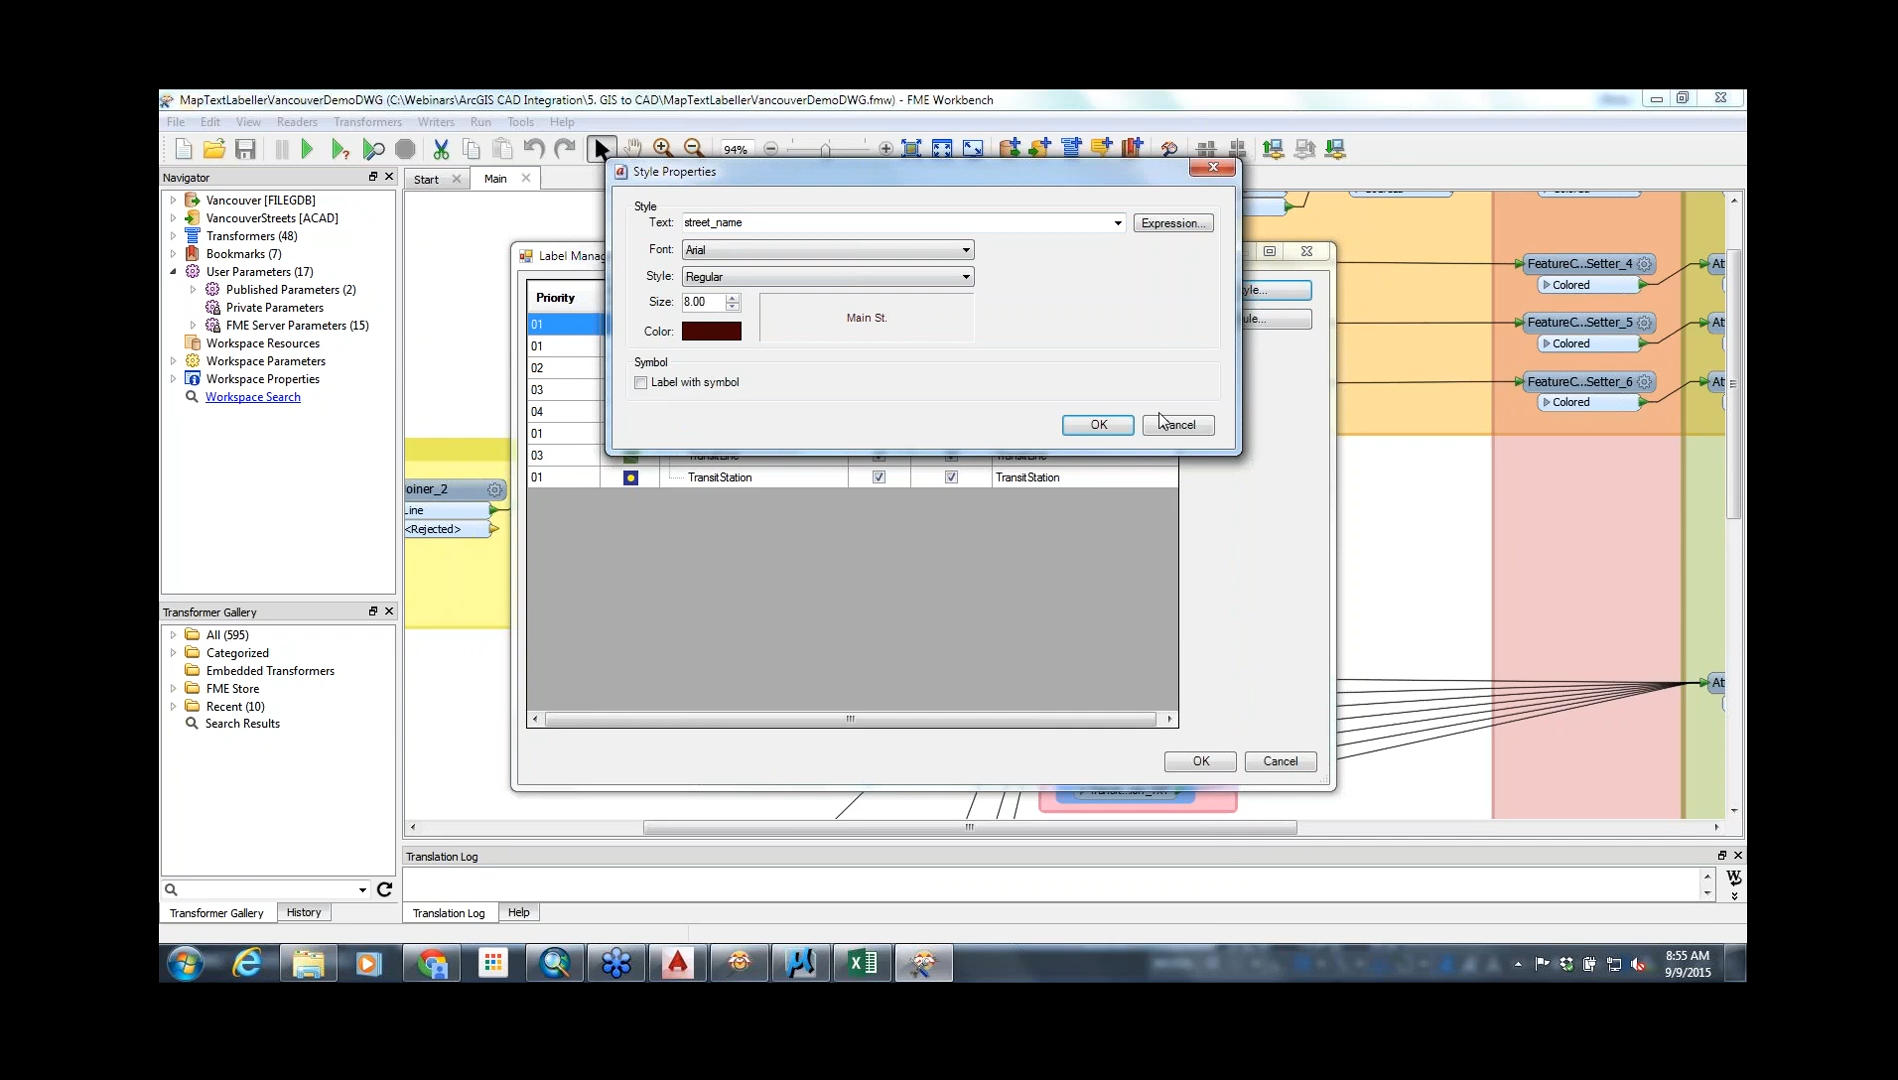 MapTextLabellerVancouverDemoDWG (C:\Webinars\ArcGIS CAD Integration\5. GIS to CAD\MapTextLabellerVancouverDemoDWG.fmw) - FME Workbench
File Edit View Readers Transformers Writers Run Tools Help
94%
Navigator
Start
Main
Vancouver [FILEGDB]
VancouverStreets [ACAD]
Transformers (48)
Bookmarks (7)
User Parameters (17)
Published Parameters (2)
Private Parameters
FME Server Parameters (15)
Workspace Resources
Workspace Parameters
Workspace Properties
Workspace Search
Style Properties
Style
Text: street_name
Expression...
Font: Arial
Style: Regular
Size: 8.00
Main St.
Color:
Symbol
Label with symbol
OK
Cancel
Label Manag
Priority
01
01
02
03
04
01
03
01 TransitStation TransitStation
OK
Cancel
FeatureC...Setter_4
Colored
FeatureC...Setter_5
Colored
FeatureC...Setter_6
Colored
At
At
At
At
oiner_2
Line
<Rejected>
Transformer Gallery
All (595)
Categorized
Embedded Transformers
FME Store
Recent (10)
Search Results
Transformer Gallery
History
Translation Log
Translation Log
Help
8:55 AM
9/9/2015